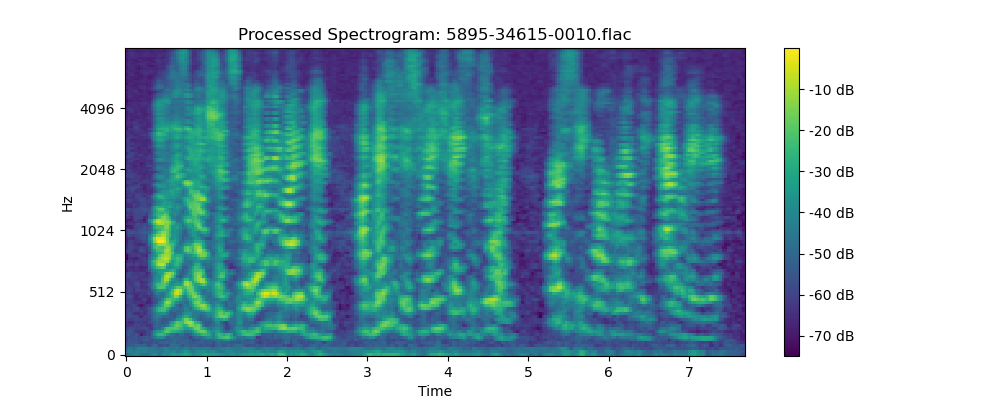 Processed Spectrogram: 5895-34615-0010.flac
Hz
4096
2048
1024
512
0
0 1 2 3 4 5 6 7
Time
-10 dB
-20 dB
-30 dB
-40 dB
-50 dB
-60 dB
-70 dB